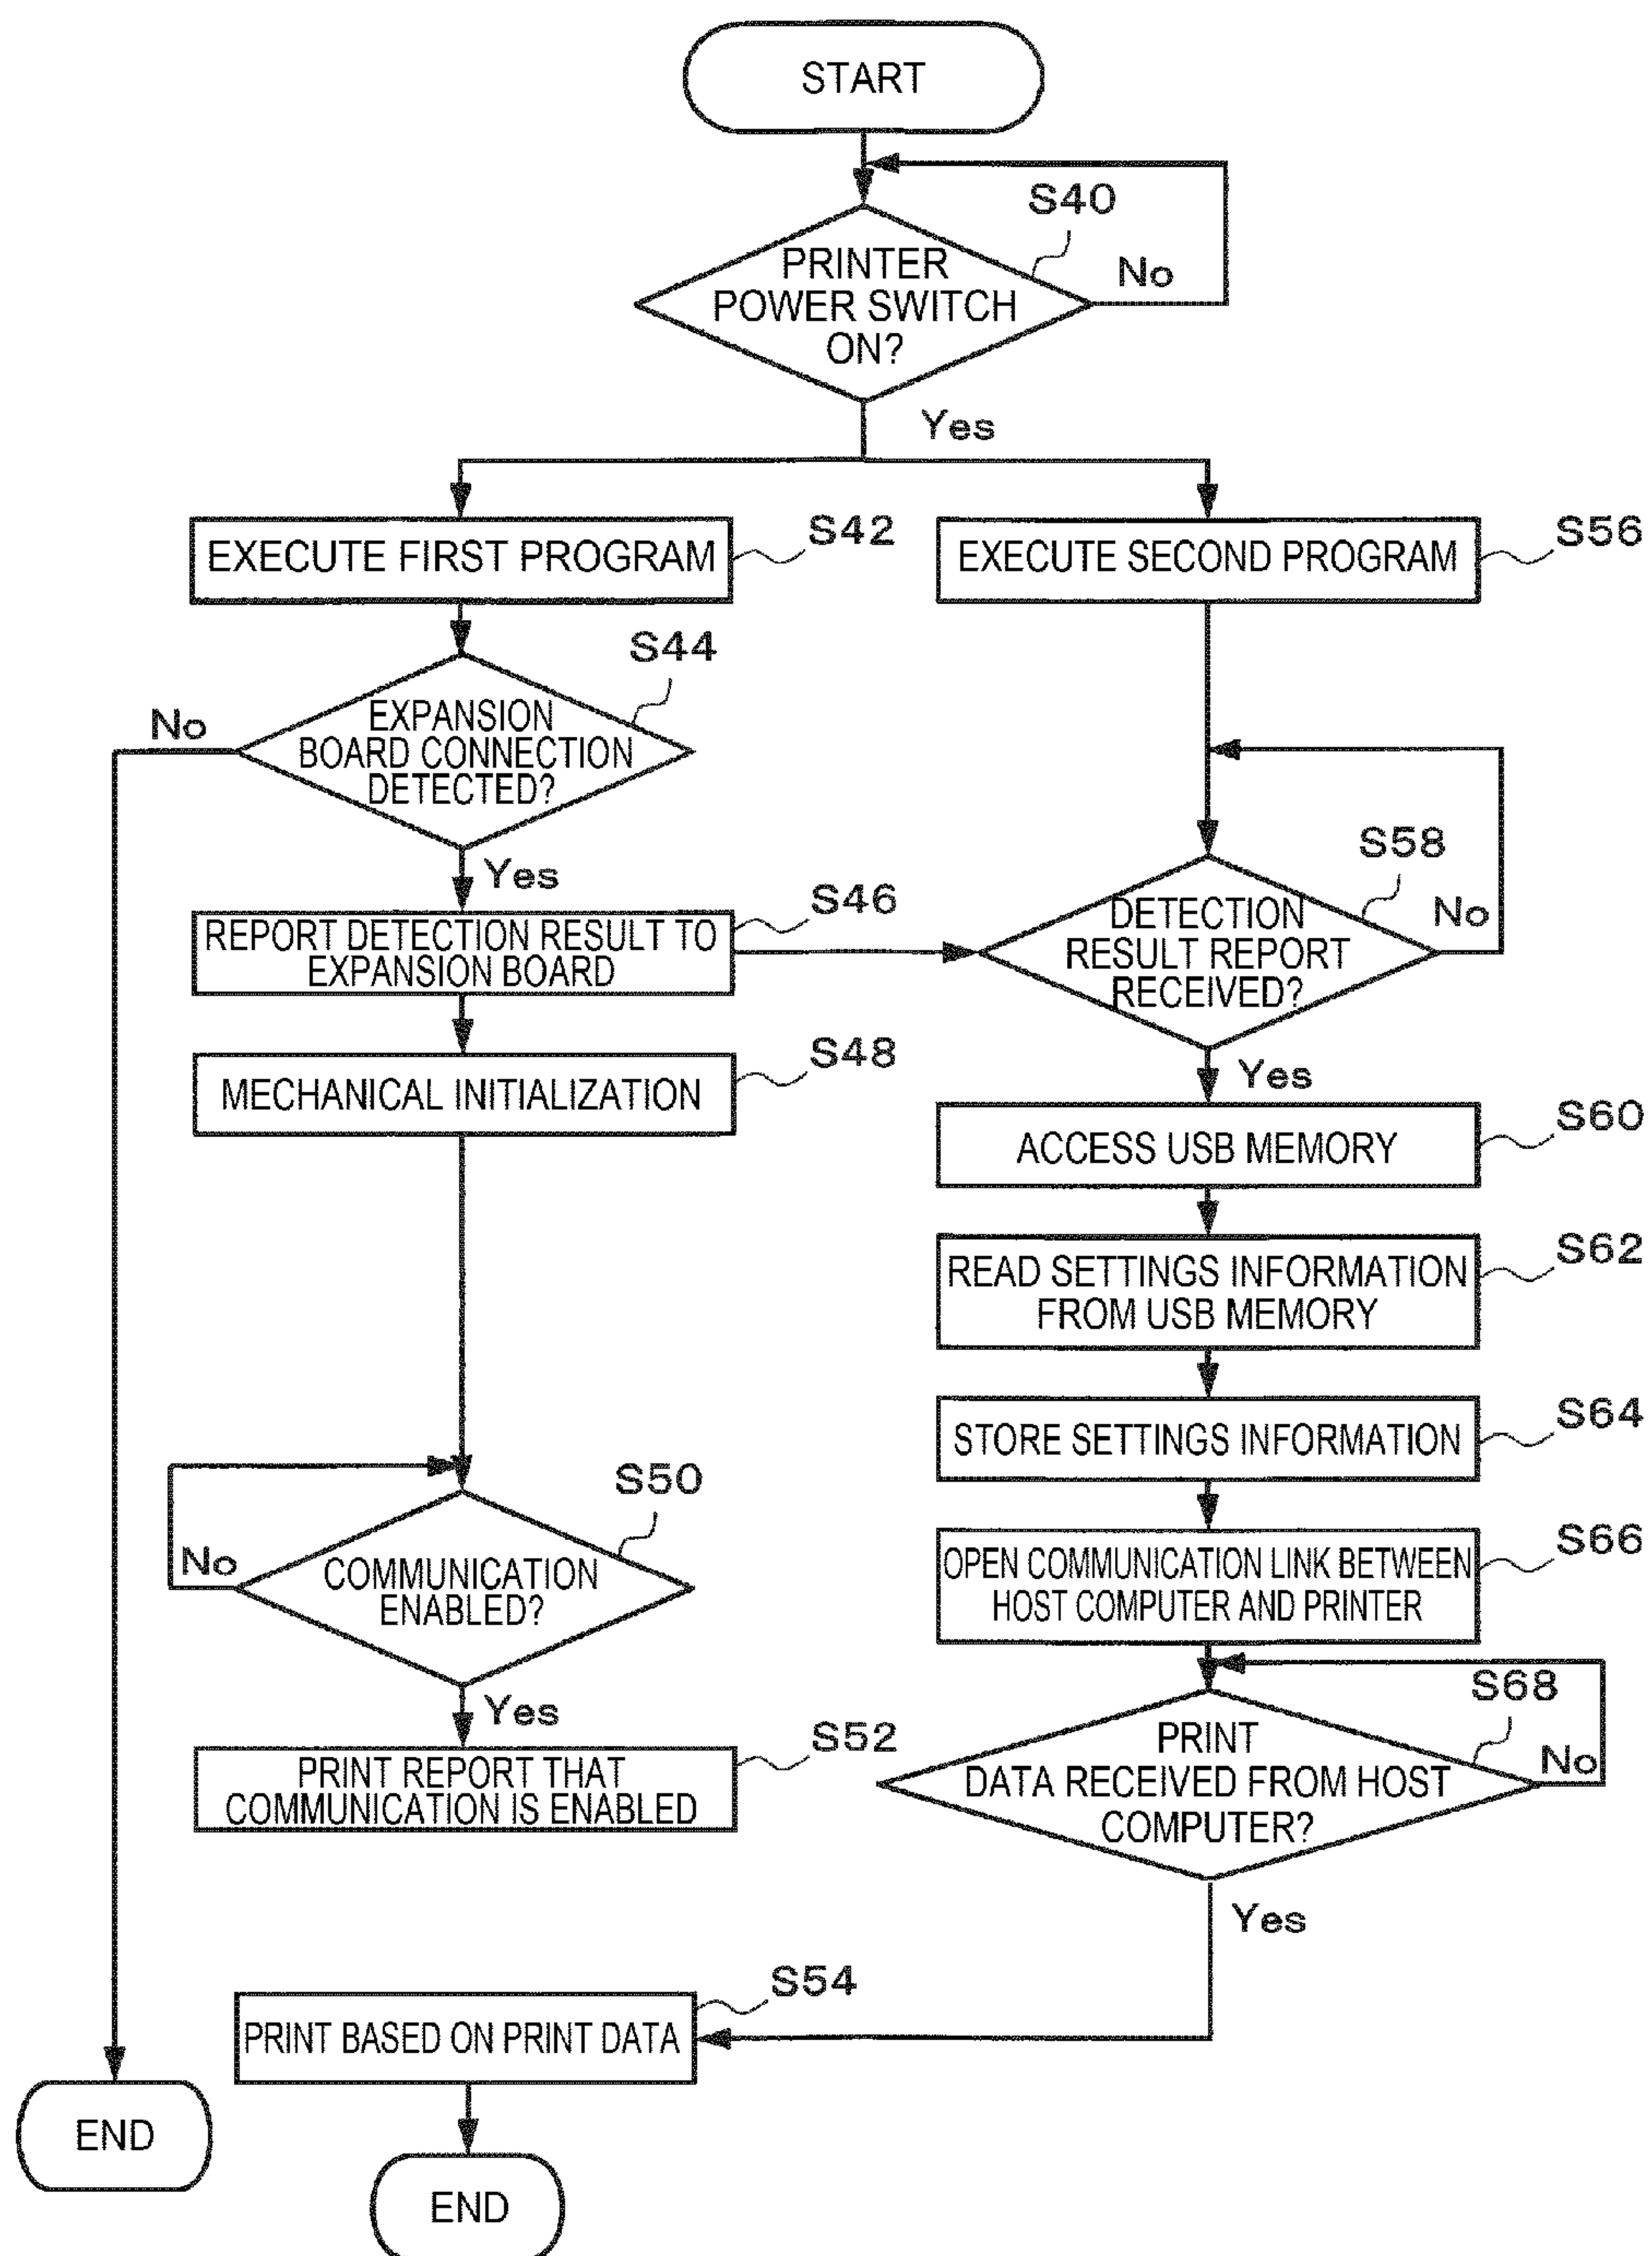 START
S40
PRINTER
POWER SWITCH
ON?
No
Yes
EXECUTE FIRST PROGRAM
S42
EXECUTE SECOND PROGRAM
S56
S44
EXPANSION
BOARD CONNECTION
DETECTED?
No
Yes
REPORT DETECTION RESULT TO
EXPANSION BOARD
S46
S58
DETECTION
RESULT REPORT
RECEIVED?
No
Yes
MECHANICAL INITIALIZATION
S48
ACCESS USB MEMORY
S60
READ SETTINGS INFORMATION
FROM USB MEMORY
S62
STORE SETTINGS INFORMATION
S64
S50
COMMUNICATION
ENABLED?
No
Yes
OPEN COMMUNICATION LINK BETWEEN
HOST COMPUTER AND PRINTER
S66
PRINT REPORT THAT
COMMUNICATION IS ENABLED
S52
S68
PRINT
DATA RECEIVED FROM HOST
COMPUTER?
No
Yes
S54
PRINT BASED ON PRINT DATA
END
END